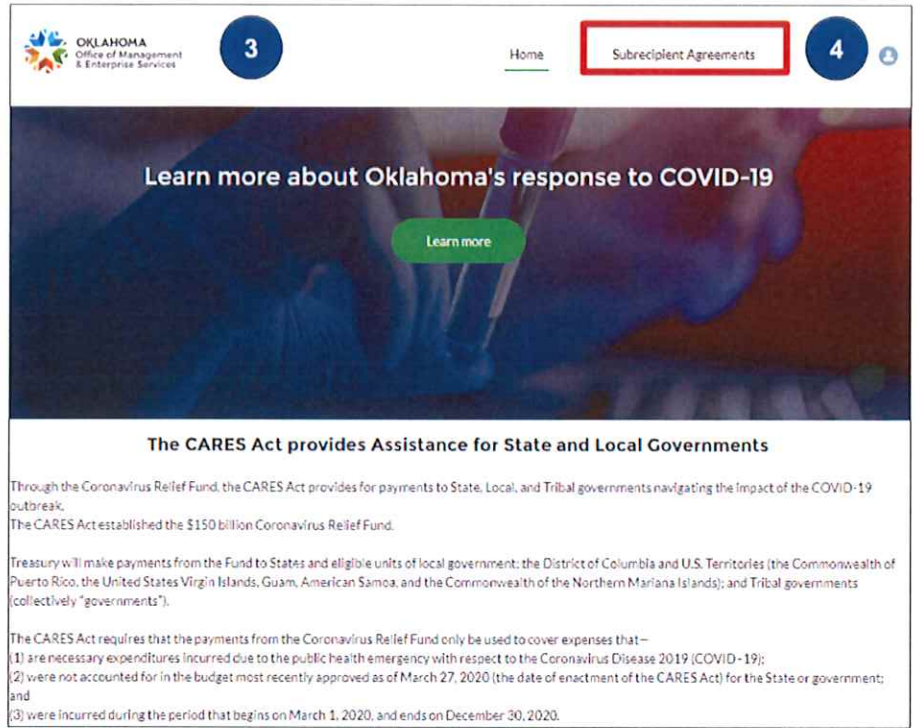 OKLAHOMA
Office of Management
& Enterprise Services
3
Home
Subrecipient Agreements
4
Learn more about Oklahoma's response to COVID-19
Learn more
The CARES Act provides Assistance for State and Local Governments
Through the Coronavirus Relief Fund, the CARES Act provides for payments to State, Local, and Tribal governments navigating the impact of the COVID-19
outbreak.
The CARES Act established the $150 billion Coronavirus Relief Fund.
Treasury will make payments from the Fund to States and eligible units of local government; the District of Columbia and U.S. Territories (the Commonwealth of
Puerto Rico, the United States Virgin Islands, Guam, American Samoa, and the Commonwealth of the Northern Mariana Islands); and Tribal governments
(collectively "governments").
The CARES Act requires that the payments from the Coronavirus Relief Fund only be used to cover expenses that—
(1) are necessary expenditures incurred due to the public health emergency with respect to the Coronavirus Disease 2019 (COVID-19);
(2) were not accounted for in the budget most recently approved as of March 27, 2020 (the date of enactment of the CARES Act) for the State or government;
and
(3) were incurred during the period that begins on March 1, 2020, and ends on December 30, 2020.